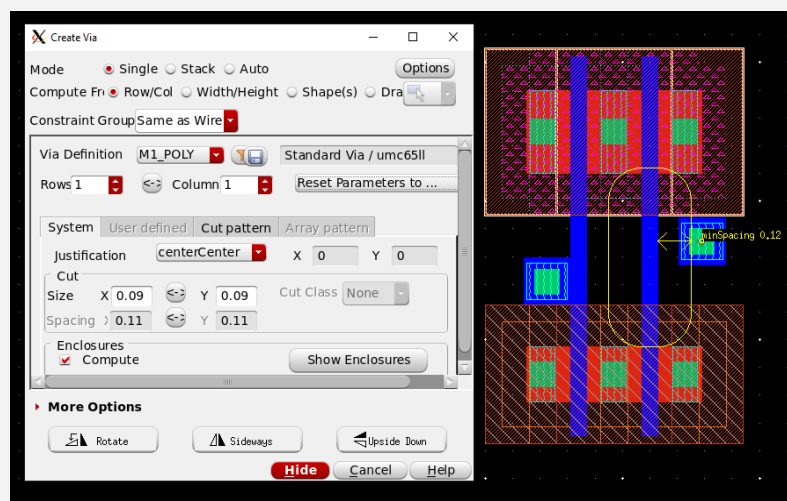 Create Via
Mode Single Stack Auto Options
Compute Fr Row/Col Width/Height Shape(s) Dra
Constraint Group Same as Wire
Via Definition M1_POLY Standard Via / umc65ll
Rows 1 <-> Column 1 Reset Parameters to ...
System User defined Cut pattern Array pattern
Justification centerCenter X 0 Y 0
Cut
Size X 0.09 <-> Y 0.09 Cut Class None
Spacing 0.11 <-> Y 0.11
Enclosures
Compute Show Enclosures
More Options
Rotate Sideways Upside Down
Hide Cancel Help
minSpacing 0.12